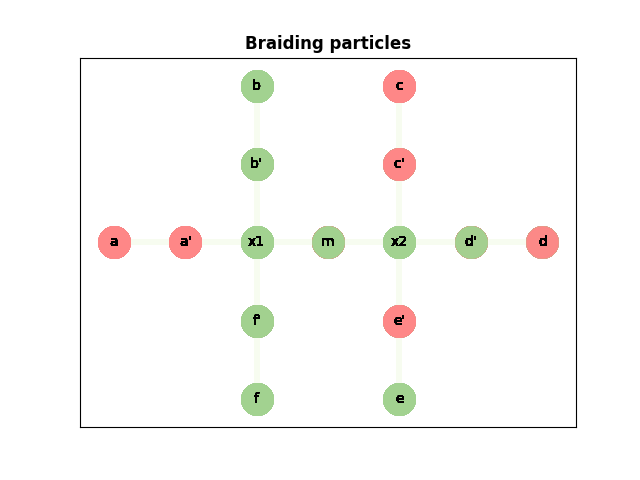 Braiding particles
b c
b' c'
a a' x1 m x2 d' d
f' e'
f e